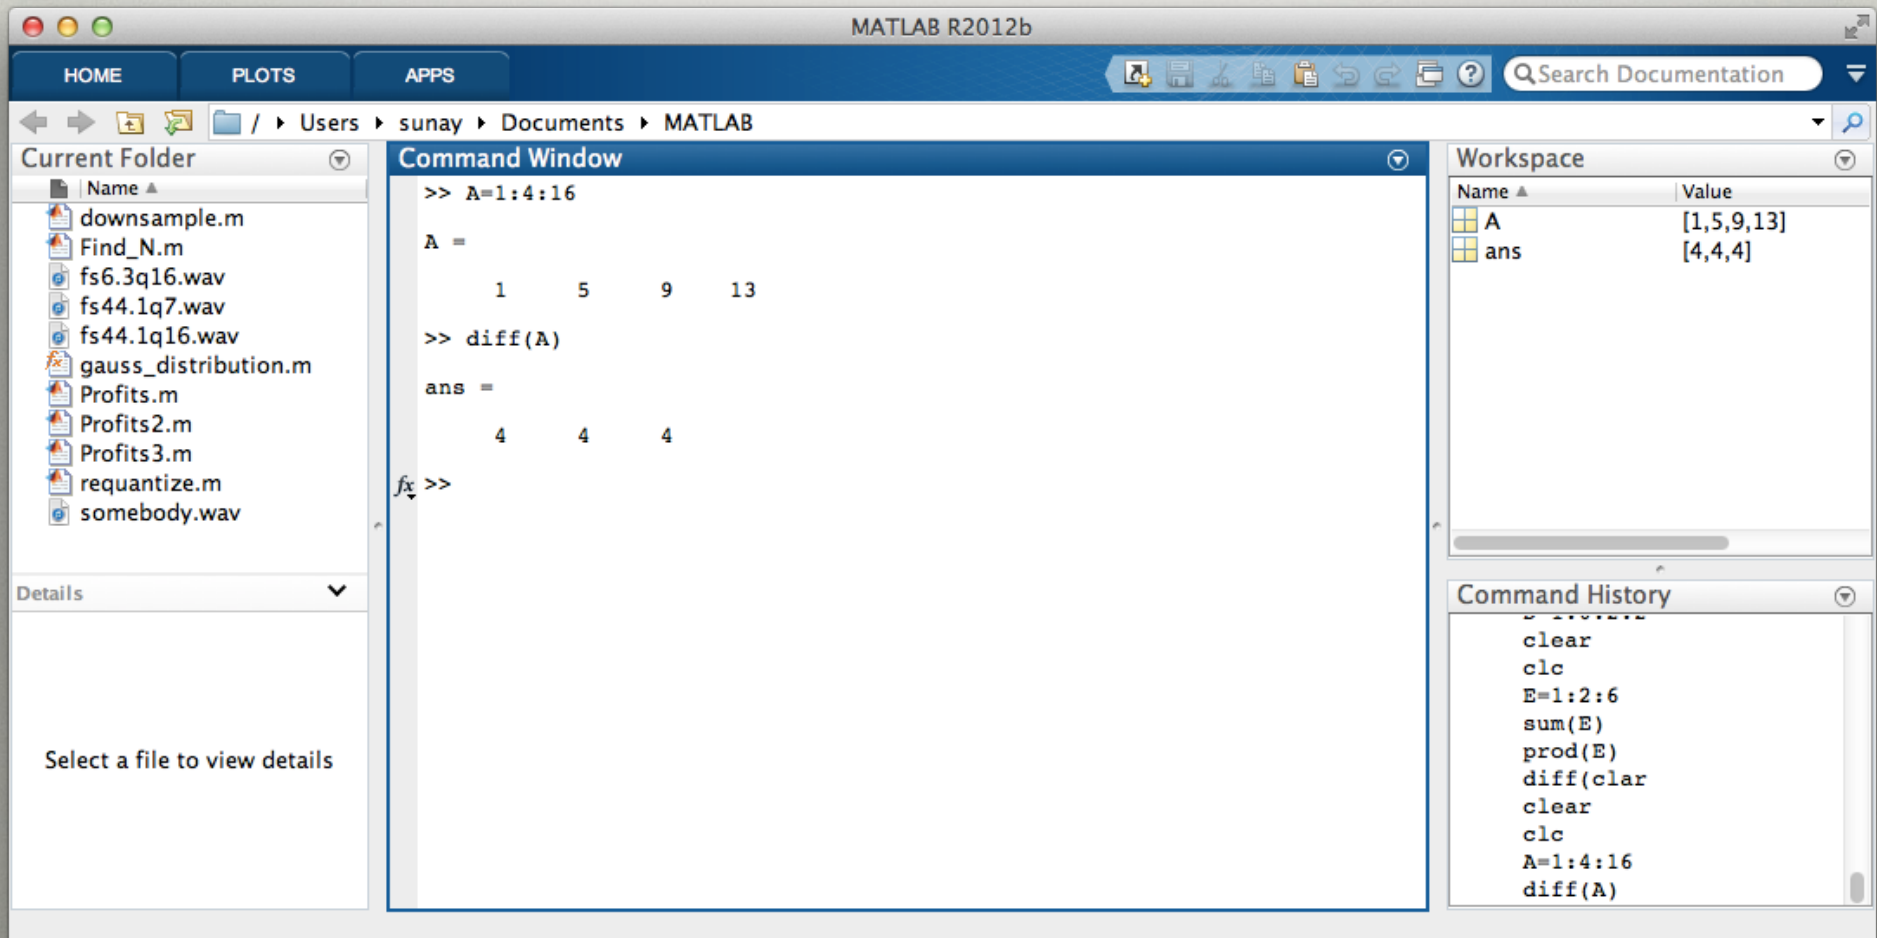 MATLAB R2012b
HOME PLOTS APPS
Search Documentation
/ Users sunay Documents MATLAB
Current Folder
Name
downsample.m
Find_N.m
fs6.3q16.wav
fs44.1q7.wav
fs44.1q16.wav
gauss_distribution.m
Profits.m
Profits2.m
Profits3.m
requantize.m
somebody.wav
Details
Select a file to view details
Command Window
>> A=1:4:16
A =
1 5 9 13
>> diff(A)
ans =
4 4 4
fx >>
Workspace
Name Value
A [1,5,9,13]
ans [4,4,4]
Command History
clear
clc
E=1:2:6
sum(E)
prod(E)
diff(clar
clear
clc
A=1:4:16
diff(A)